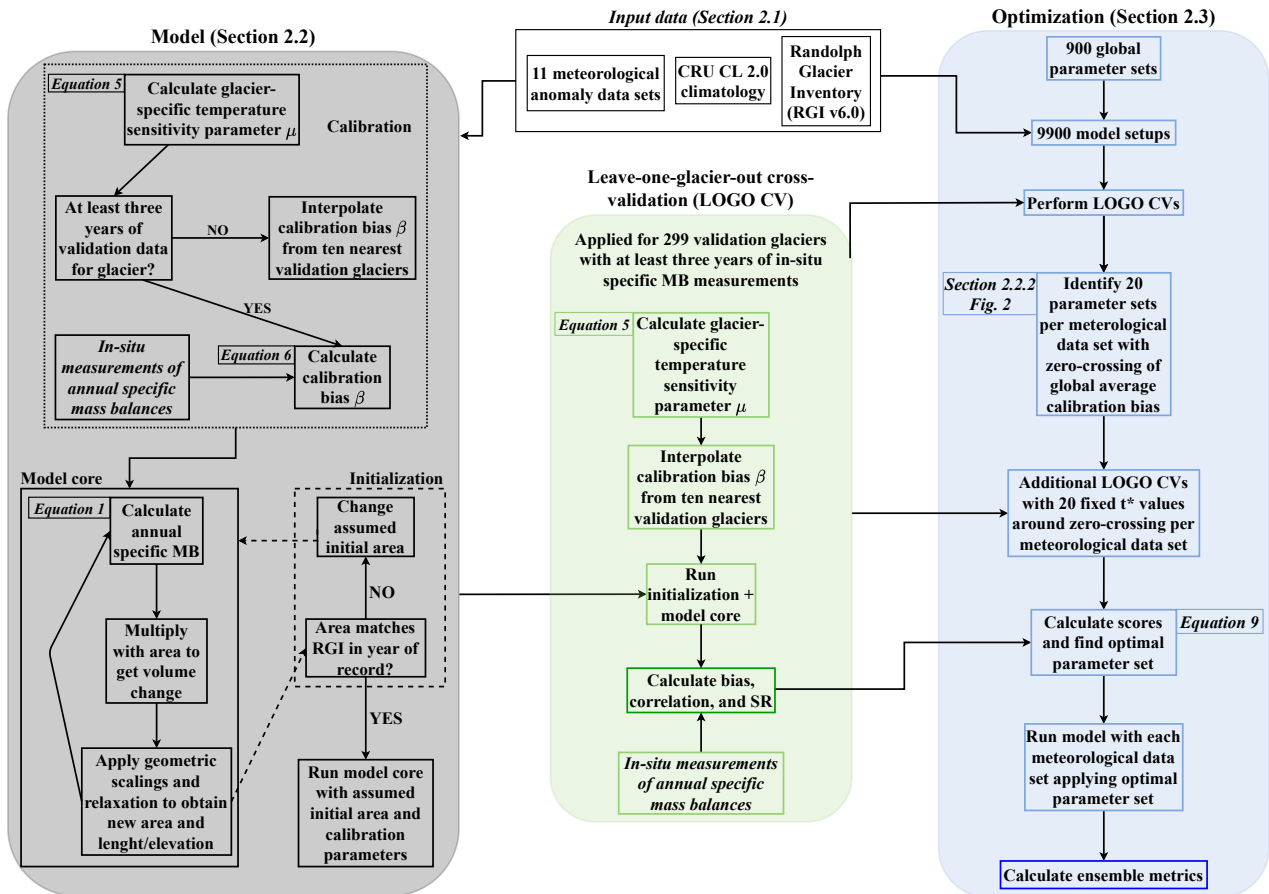 Model (Section 2.2)
Equation 5
Calculate glacier-
specific temperature
sensitivity parameter μ
Calibration
At least three
years of
validation data
for glacier?
NO
Interpolate
calibration bias β
from ten nearest
validation glaciers
YES
In-situ
measurements of
annual specific
mass balances
Equation 6
Calculate
calibration
bias β
Model core
Equation 1
Calculate
annual
specific MB
Multiply
with area to
get volume
change
Apply geometric
scalings and
relaxation to obtain
new area and
lenght/elevation
Initialization
Change
assumed
initial area
NO
Area matches
RGI in year of
record?
YES
Run model core
with assumed
initial area and
calibration
parameters
Input data (Section 2.1)
11 meteorological
anomaly data sets
CRU CL 2.0
climatology
Randolph
Glacier
Inventory
(RGI v6.0)
Leave-one-glacier-out cross-
validation (LOGO CV)
Applied for 299 validation glaciers
with at least three years of in-situ
specific MB measurements
Equation 5
Calculate glacier-
specific
temperature
sensitivity
parameter μ
Interpolate
calibration bias β
from ten nearest
validation glaciers
Run
initialization +
model core
Calculate bias,
correlation, and SR
In-situ measurements
of annual specific
mass balances
Optimization (Section 2.3)
900 global
parameter sets
9900 model setups
Perform LOGO CVs
Section 2.2.2
Fig. 2
Identify 20
parameter sets
per meterological
data set with
zero-crossing of
global average
calibration bias
Additional LOGO CVs
with 20 fixed t* values
around zero-crossing per
meteorological data set
Calculate scores
and find optimal
parameter set
Equation 9
Run model with each
meteorological data
set applying optimal
parameter set
Calculate ensemble metrics